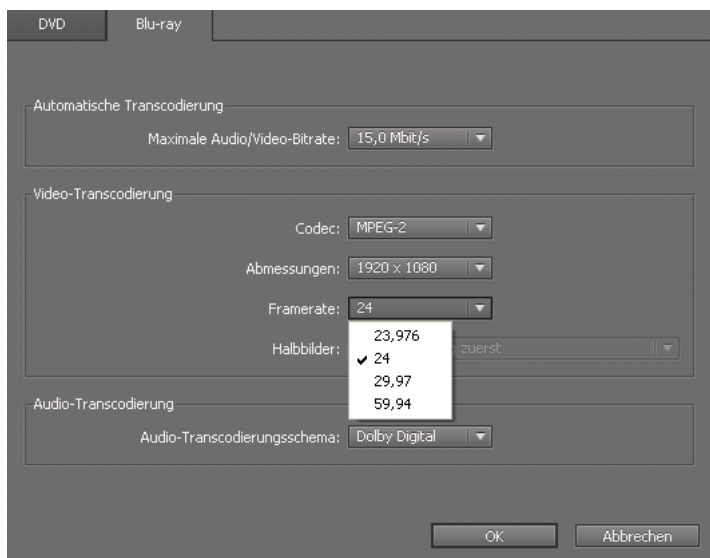 DVD Blu-ray
Automatische Transcodierung
Maximale Audio/Video-Bitrate: 15,0 Mbit/s
Video-Transcodierung
Codec: MPEG-2
Abmessungen: 1920 x 1080
Framerate: 24
23,976
Halbbilder: zuerst
✓ 24
29,97
59,94
Audio-Transcodierung
Audio-Transcodierungsschema: Dolby Digital
OK Abbrechen